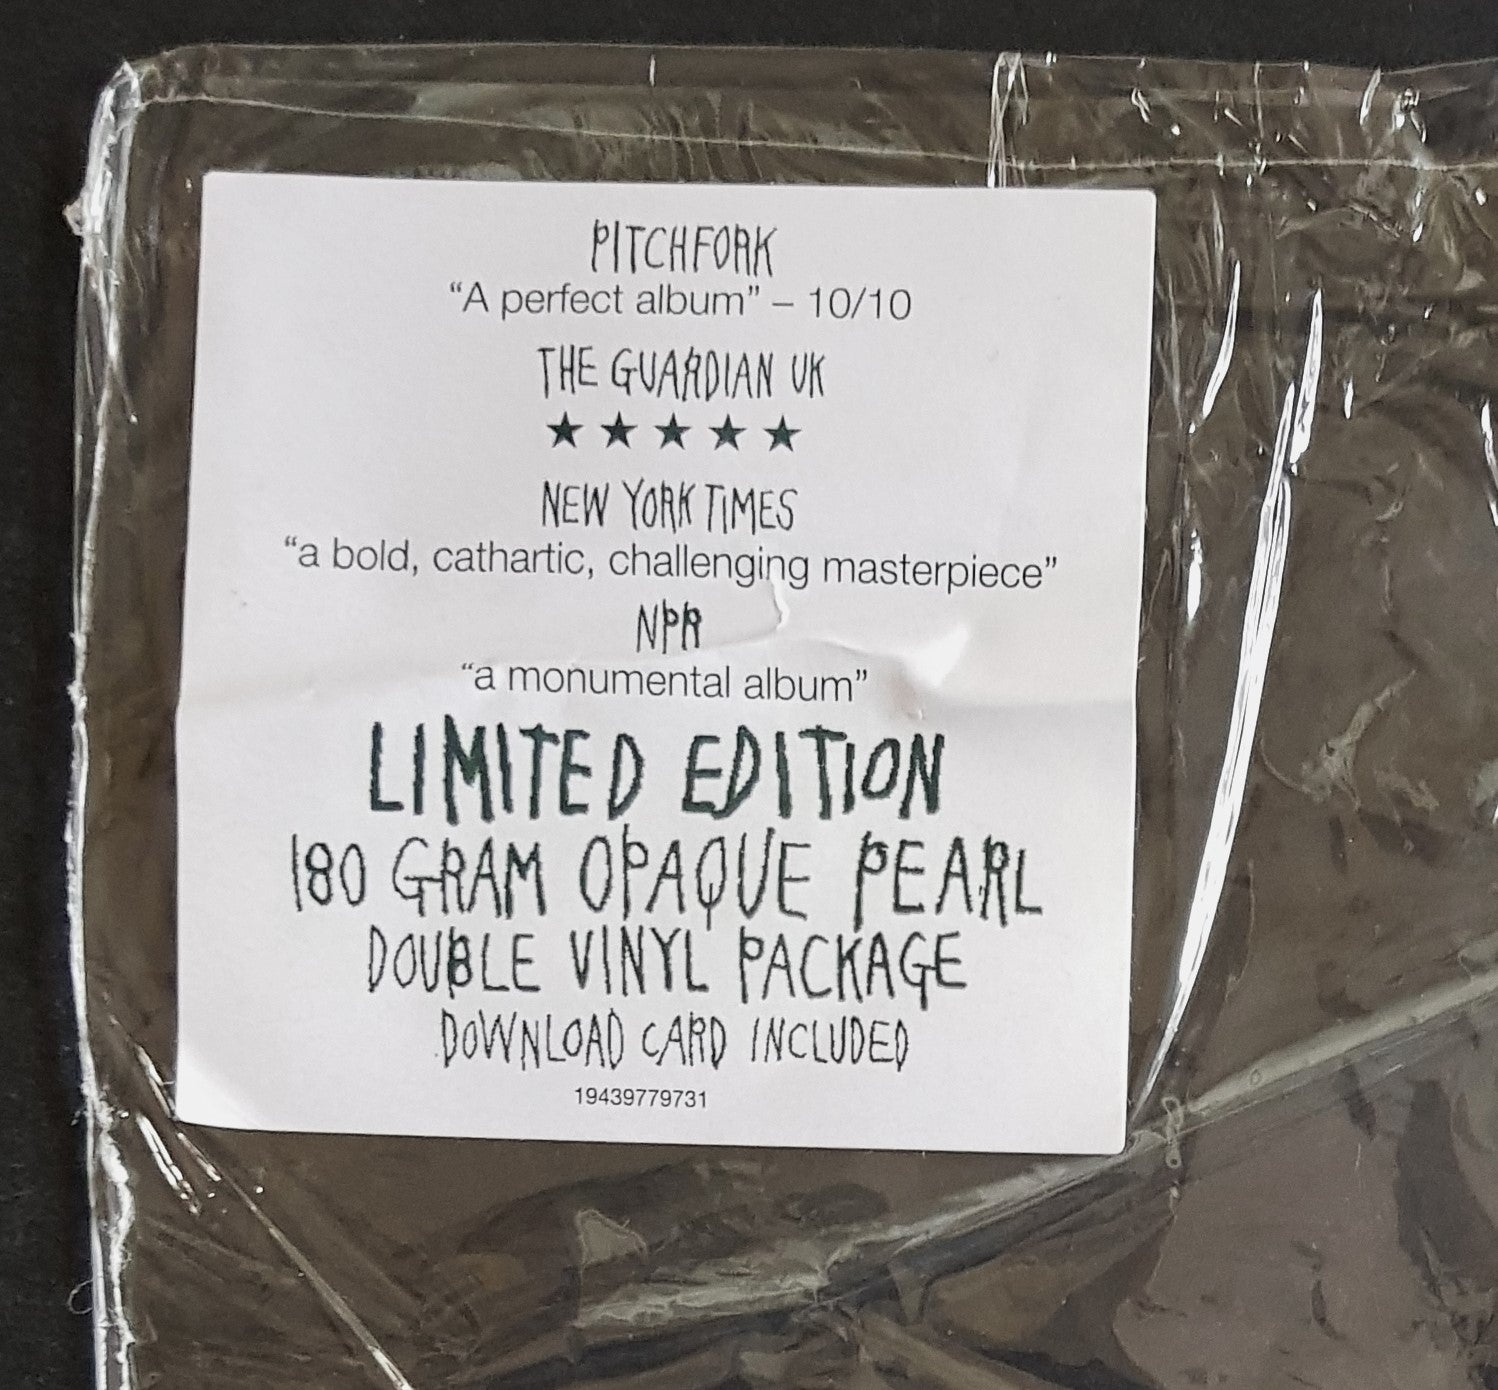 PITCHFORK
“A perfect album” – 10/10
THE GUARDIAN UK
★ ★ ★ ★ ★
NEW YORK TiMES
“a bold, cathartic, challenging masterpiece”
NPR
“a monumental album”
LIMITED EDITION
180 GRAM OPAQUE PEARL
DOUBLE VINYL PACKAGE
DOWNLOAD CARD INCLUDED
19439779731